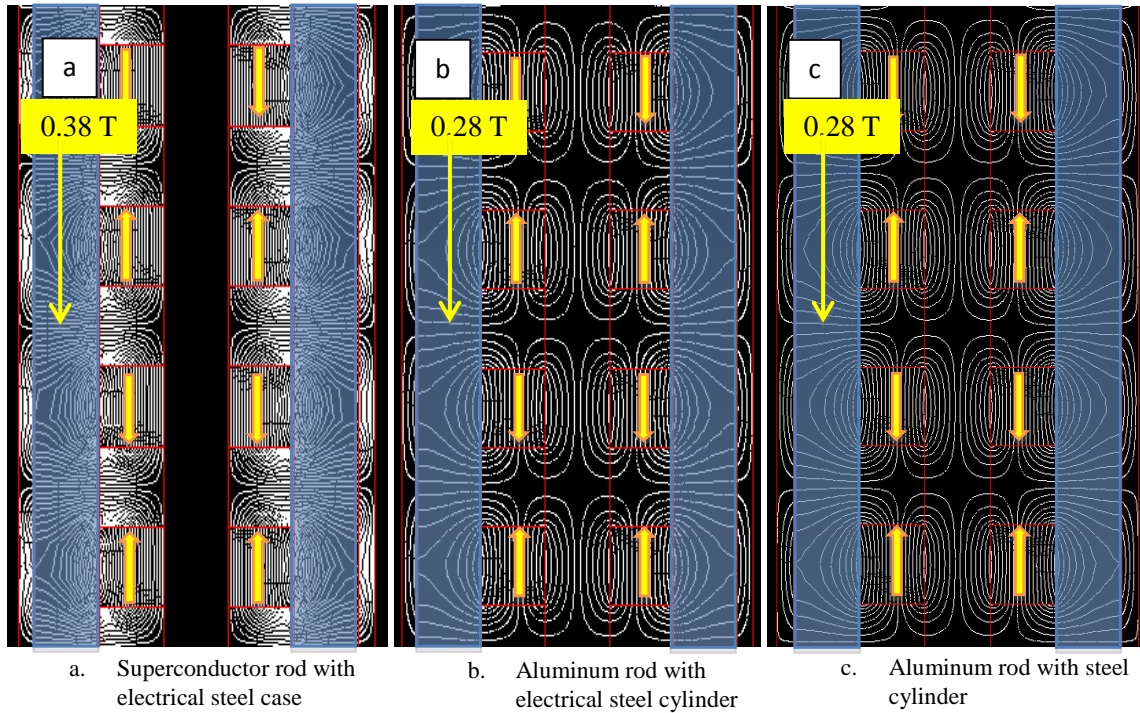 a
0.38 T
b
0.28 T
c
0.28 T
a. Superconductor rod with
electrical steel case
b. Aluminum rod with
electrical steel cylinder
c. Aluminum rod with steel
cylinder